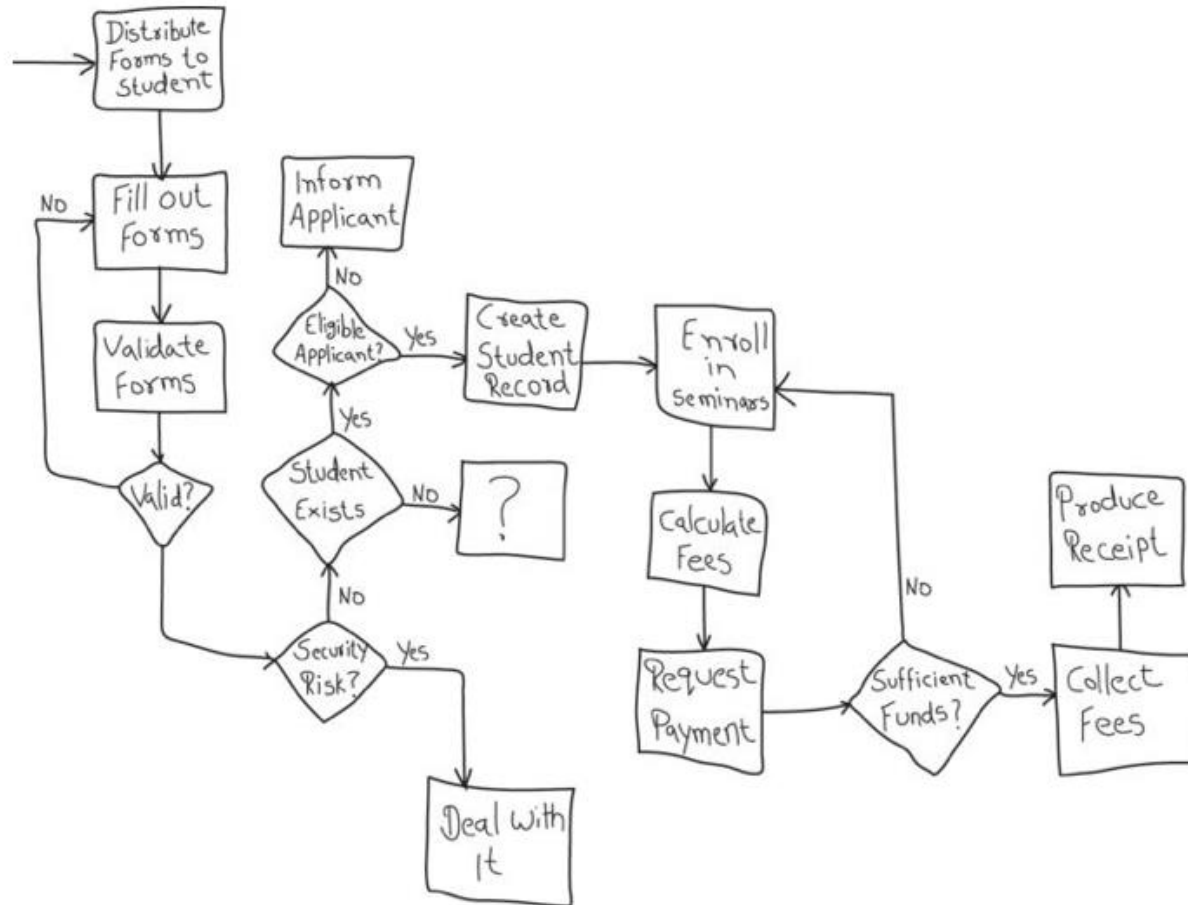 Distribute
Forms to
Student
NO
Fill out
Forms
Validate
Forms
Valid?
Inform
Applicant
NO
Eligible
Applicant?
Yes
Yes
Student
Exists
NO
?
NO
Security
Risk?
Yes
Deal With
It
Create
Student
Record
Enroll
in
seminars
Calculate
Fees
Request
Payment
NO
Sufficient
Funds?
Yes
Collect
Fees
Produce
Receipt